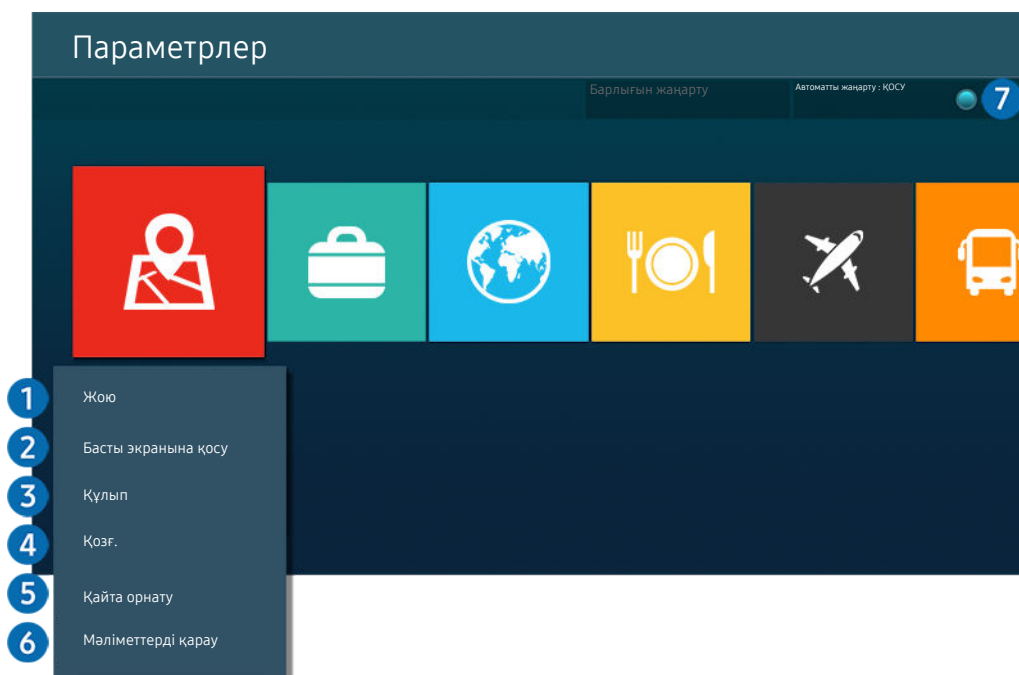 Параметрлер
Барлығын жаңарту
Автоматты жаңарту : ҚОСУ
7
1 Жою
2 Басты экранына қосу
3 Құлып
4 Қозғ.
5 Қайта орнату
6 Мәліметтерді қарау